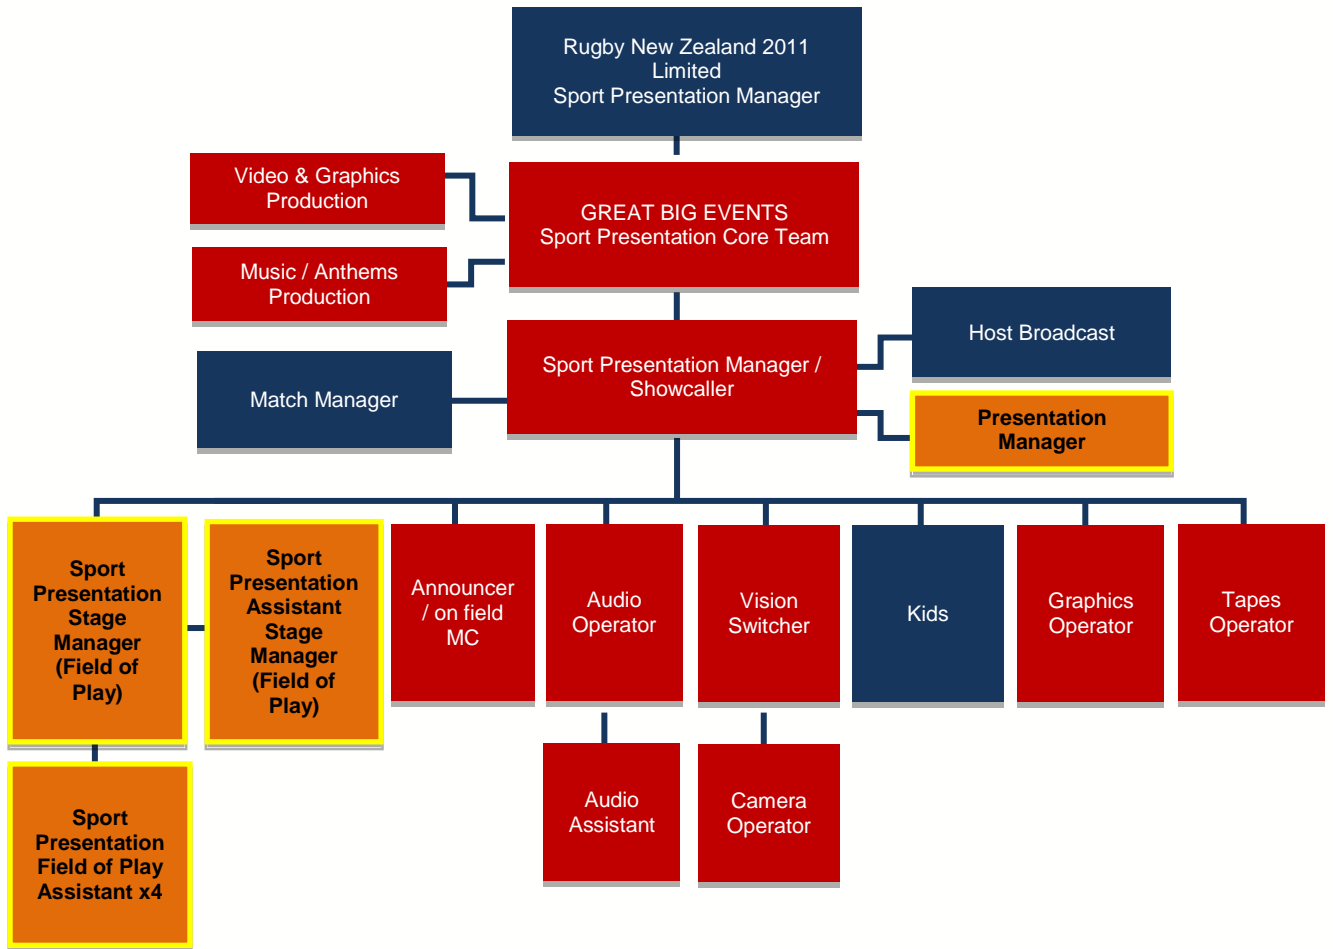 Rugby New Zealand 2011
Limited
Sport Presentation Manager
Video & Graphics
Production
GREAT BIG EVENTS
Sport Presentation Core Team
Music / Anthems
Production
Host Broadcast
Sport Presentation Manager /
Showcaller
Match Manager
Presentation
Manager
Sport
Presentation
Stage
Manager
(Field of
Play)
Sport
Presentation
Assistant
Stage
Manager
(Field of
Play)
Announcer
/ on field
MC
Audio
Operator
Vision
Switcher
Kids
Graphics
Operator
Tapes
Operator
Sport
Presentation
Field of Play
Assistant x4
Audio
Assistant
Camera
Operator